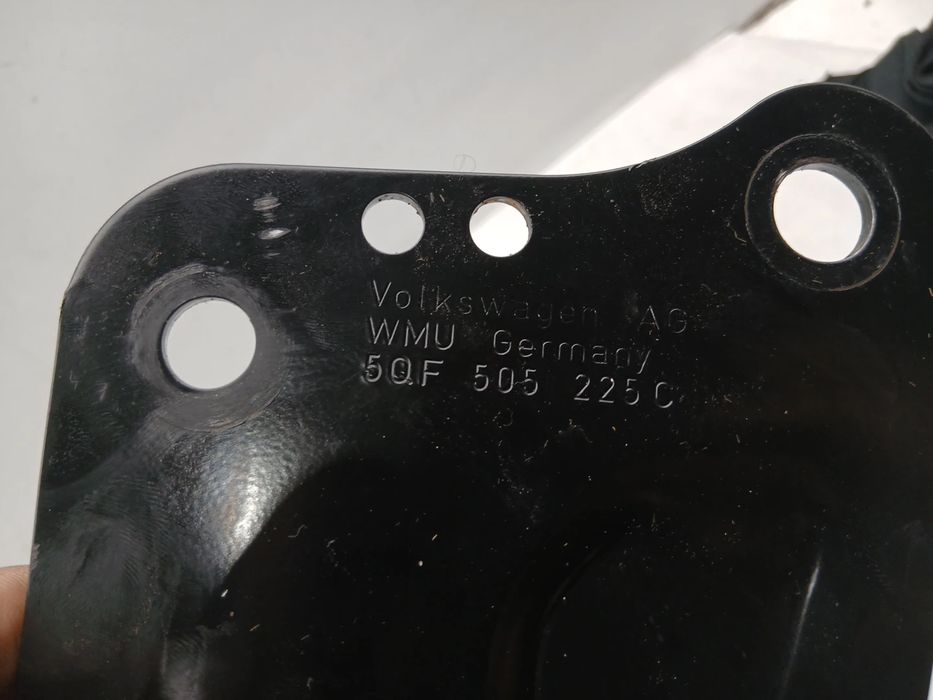 Volkswagen AG
WMU Germany
5QF 505 225 C